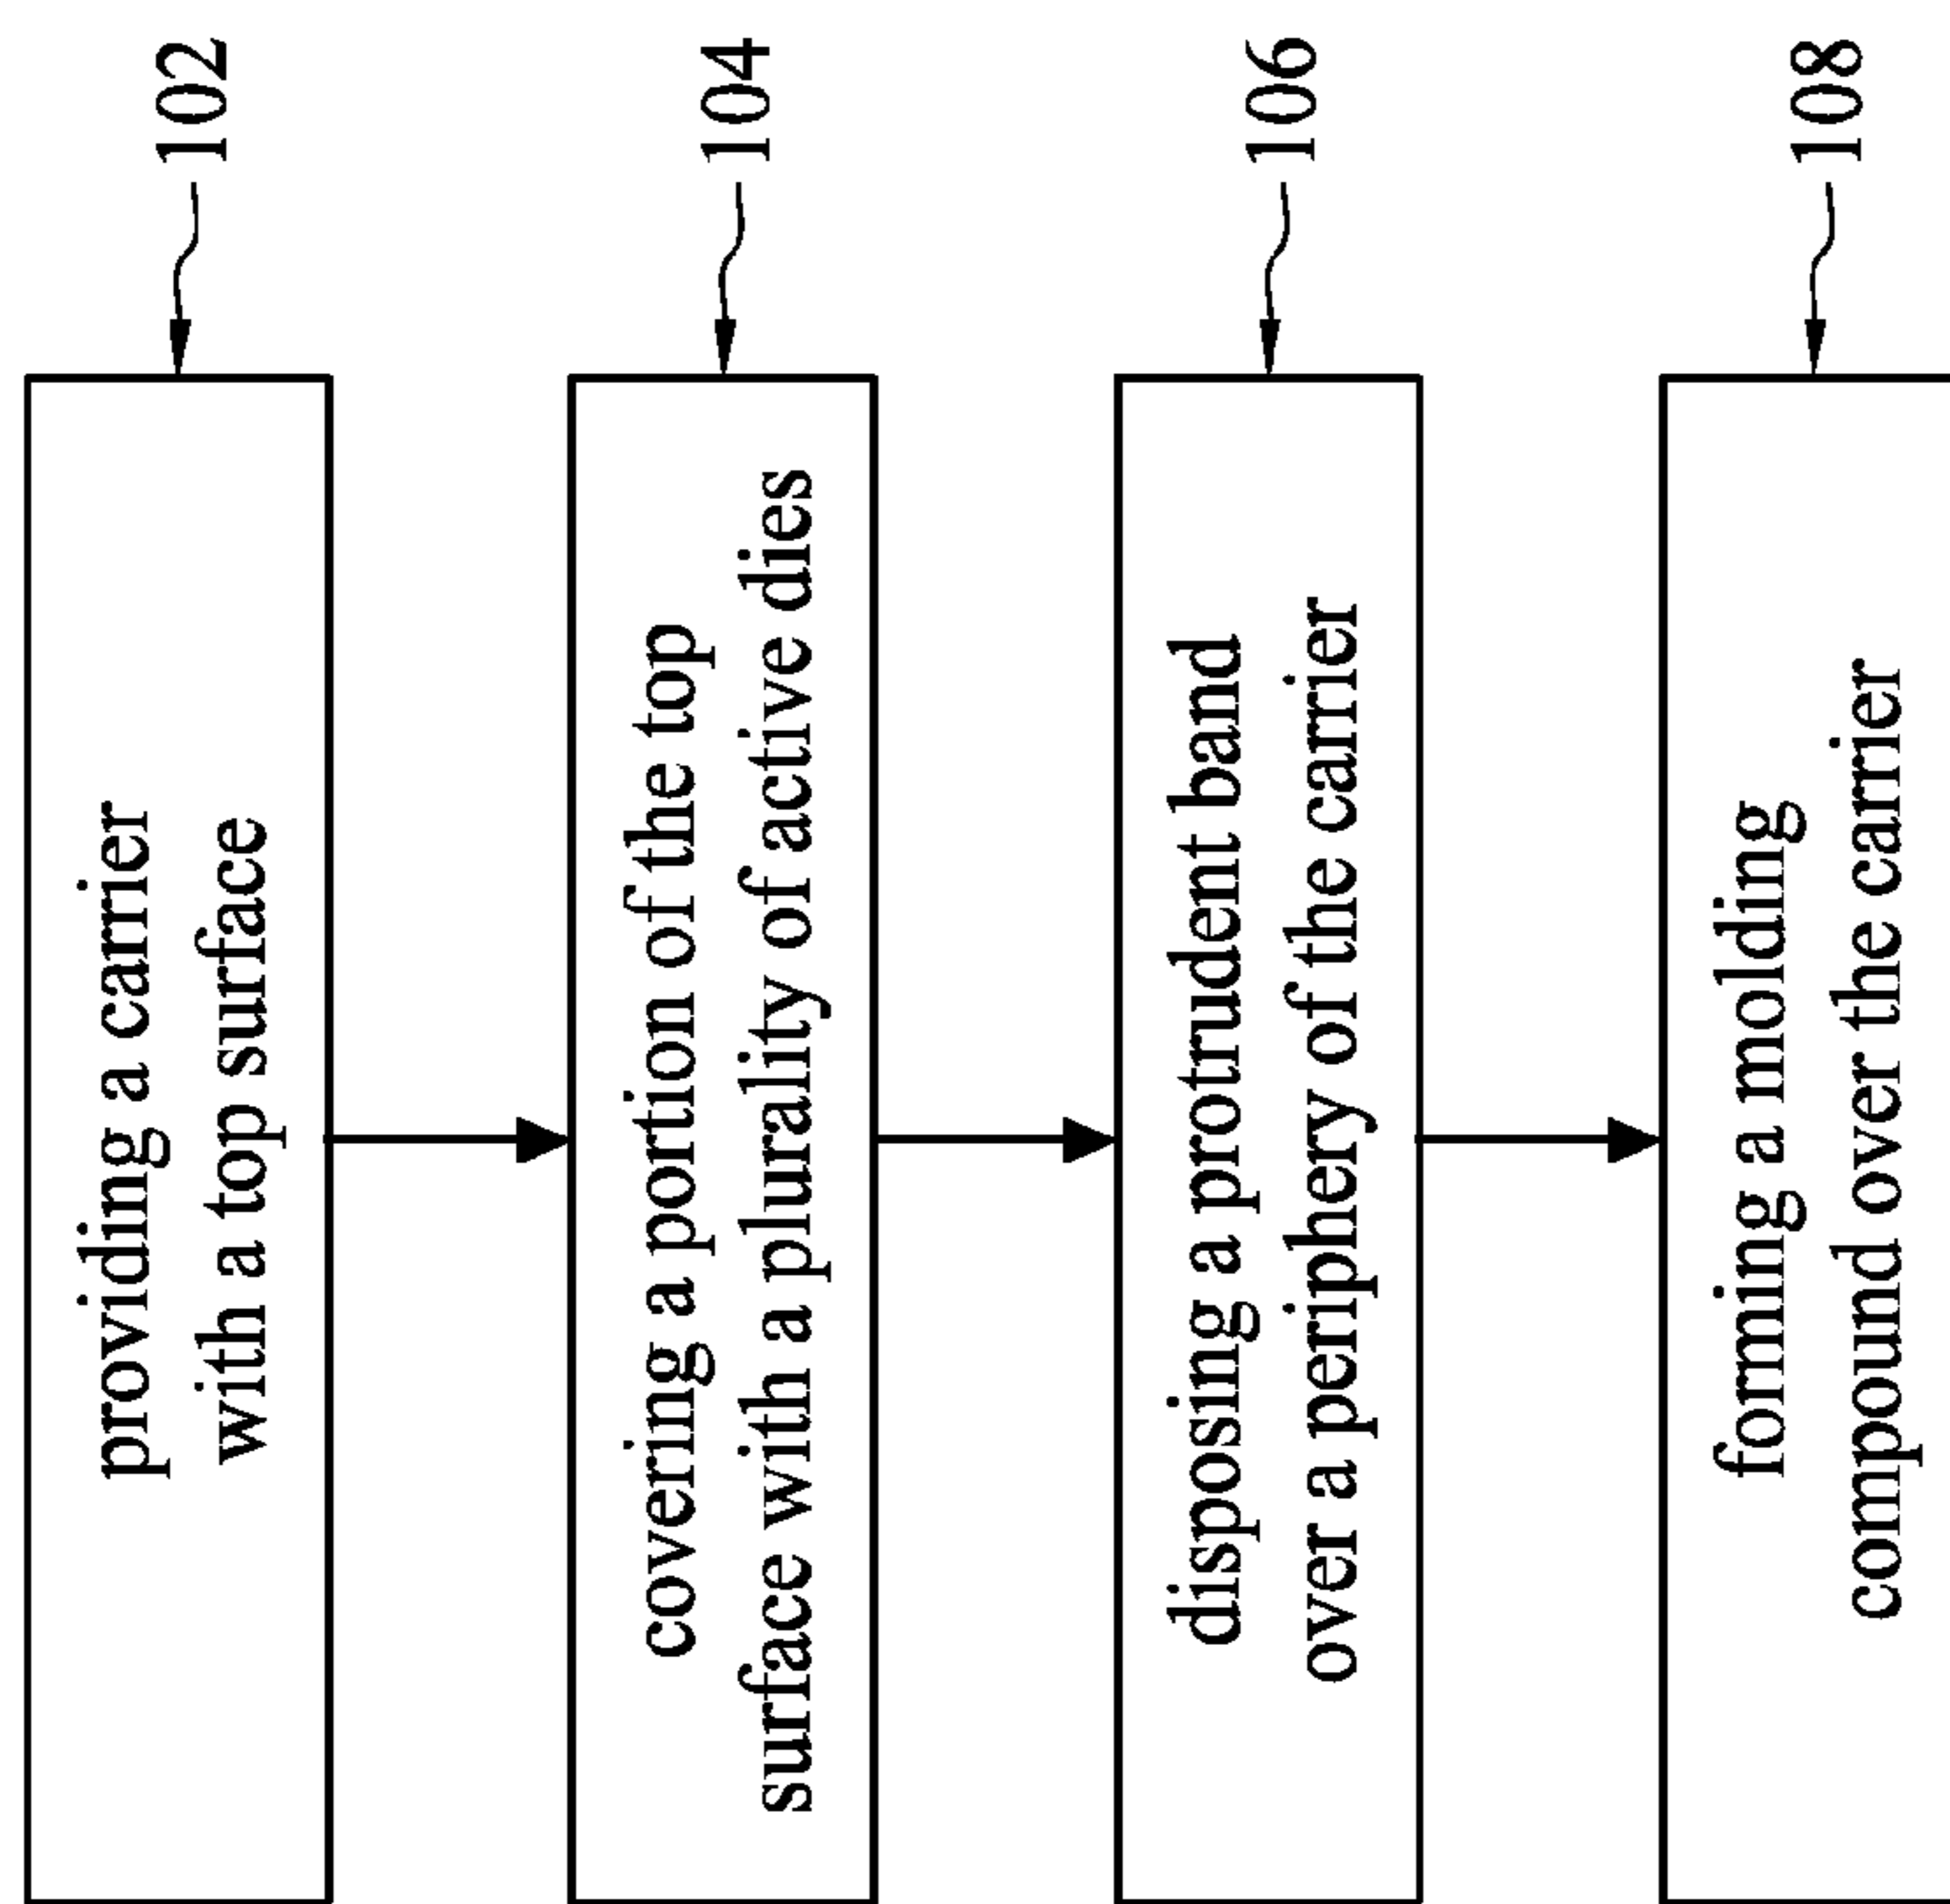 providing a carrier
with a top surface
102
covering a portion of the top
surface with a plurality of active dies
104
disposing a protrudent band
over a periphery of the carrier
106
forming a molding
compound over the carrier
108